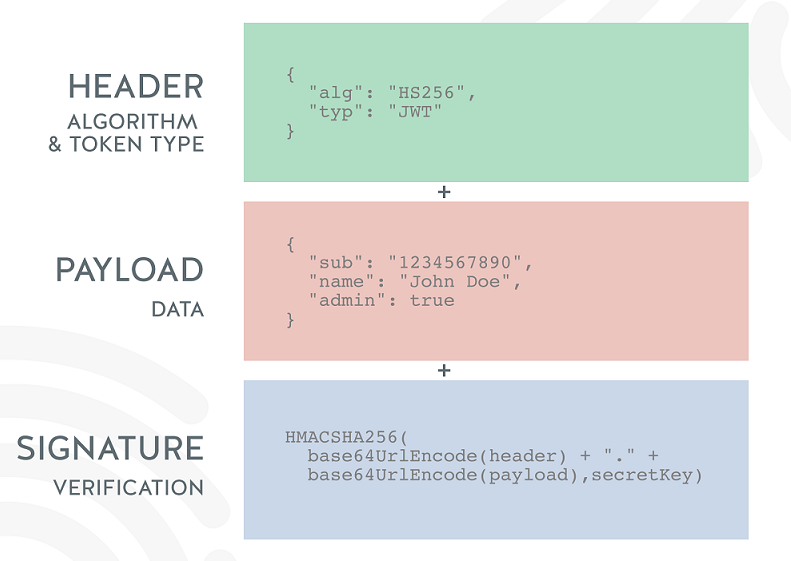 HEADER
ALGORITHM
& TOKEN TYPE
{
  "alg": "HS256",
  "typ": "JWT"
}
+
PAYLOAD
DATA
{
  "sub": "1234567890",
  "name": "John Doe",
  "admin": true
}
+
SIGNATURE
VERIFICATION
HMACSHA256(
  base64UrlEncode(header) + "." +
  base64UrlEncode(payload),secretKey)